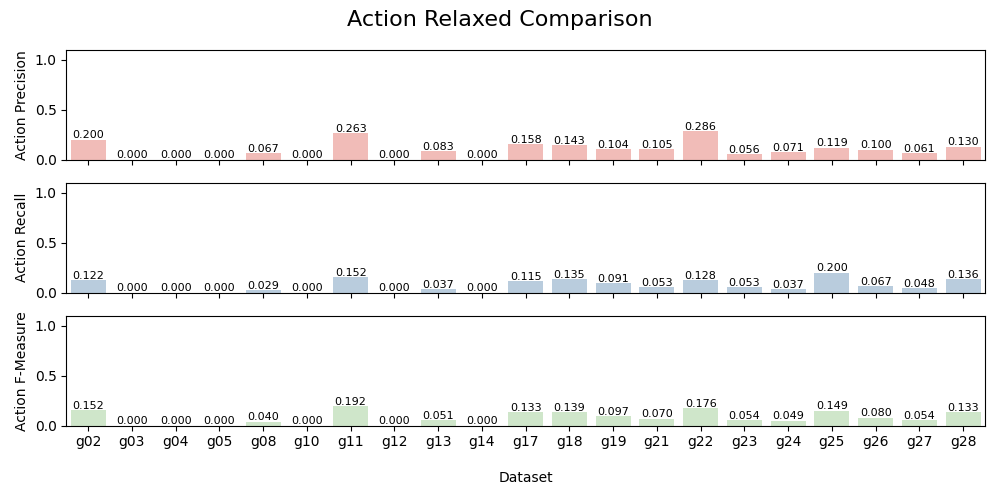 Action Relaxed Comparison
Action Precision
1.0
0.5
0.0
0.200 0.000 0.000 0.000 0.067 0.000 0.263 0.000 0.083 0.000 0.158 0.143 0.104 0.105 0.286 0.056 0.071 0.119 0.100 0.061 0.130
Action Recall
1.0
0.5
0.0
0.122 0.000 0.000 0.000 0.029 0.000 0.152 0.000 0.037 0.000 0.115 0.135 0.091 0.053 0.128 0.053 0.037 0.200 0.067 0.048 0.136
Action F-Measure
1.0
0.5
0.0
0.152 0.000 0.000 0.000 0.040 0.000 0.192 0.000 0.051 0.000 0.133 0.139 0.097 0.070 0.176 0.054 0.049 0.149 0.080 0.054 0.133
g02 g03 g04 g05 g08 g10 g11 g12 g13 g14 g17 g18 g19 g21 g22 g23 g24 g25 g26 g27 g28
Dataset